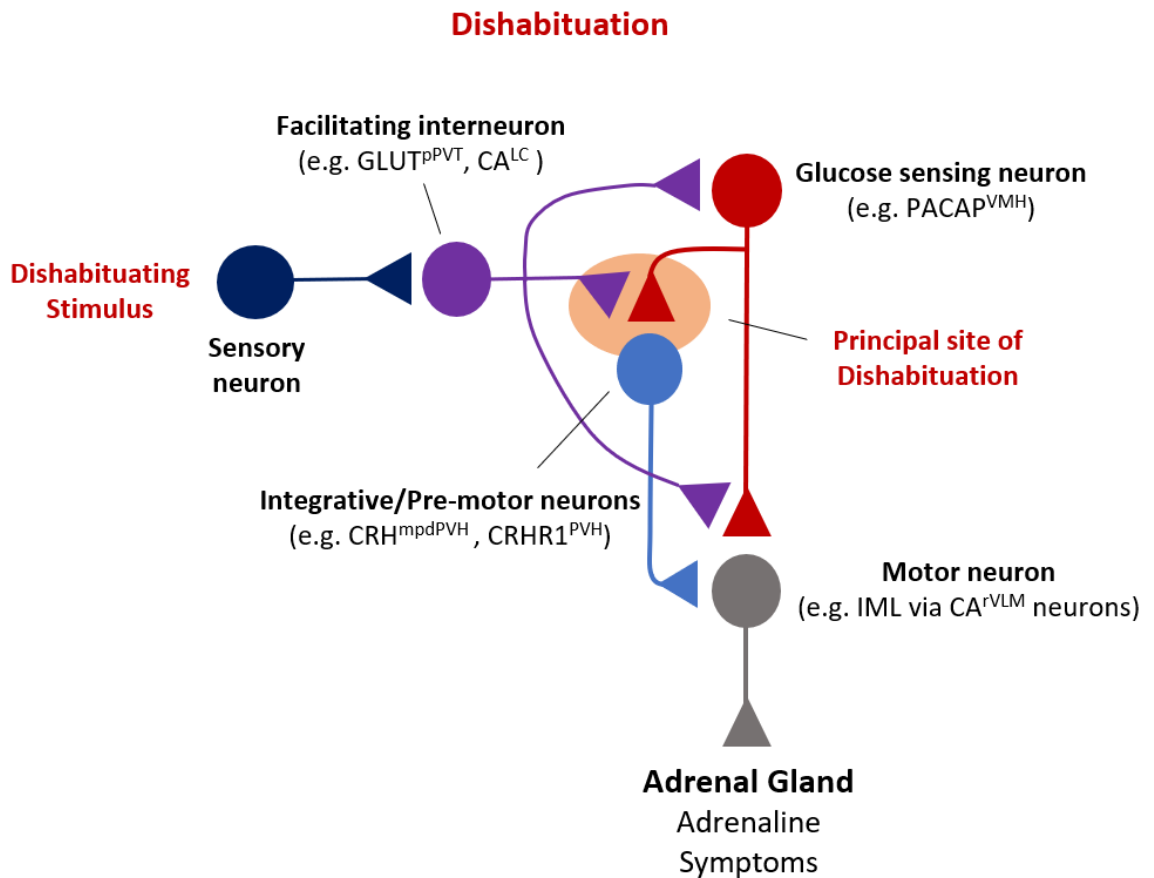 Dishabituation
Facilitating interneuron
(e.g. GLUTpPVT, CALC )
Glucose sensing neuron
(e.g. PACAPVMH)
Dishabituating
Stimulus
Sensory
neuron
Principal site of
Dishabituation
Integrative/Pre-motor neurons
(e.g. CRHmpdPVH , CRHR1PVH)
Motor neuron
(e.g. IML via CArVLM neurons)
Adrenal Gland
Adrenaline
Symptoms